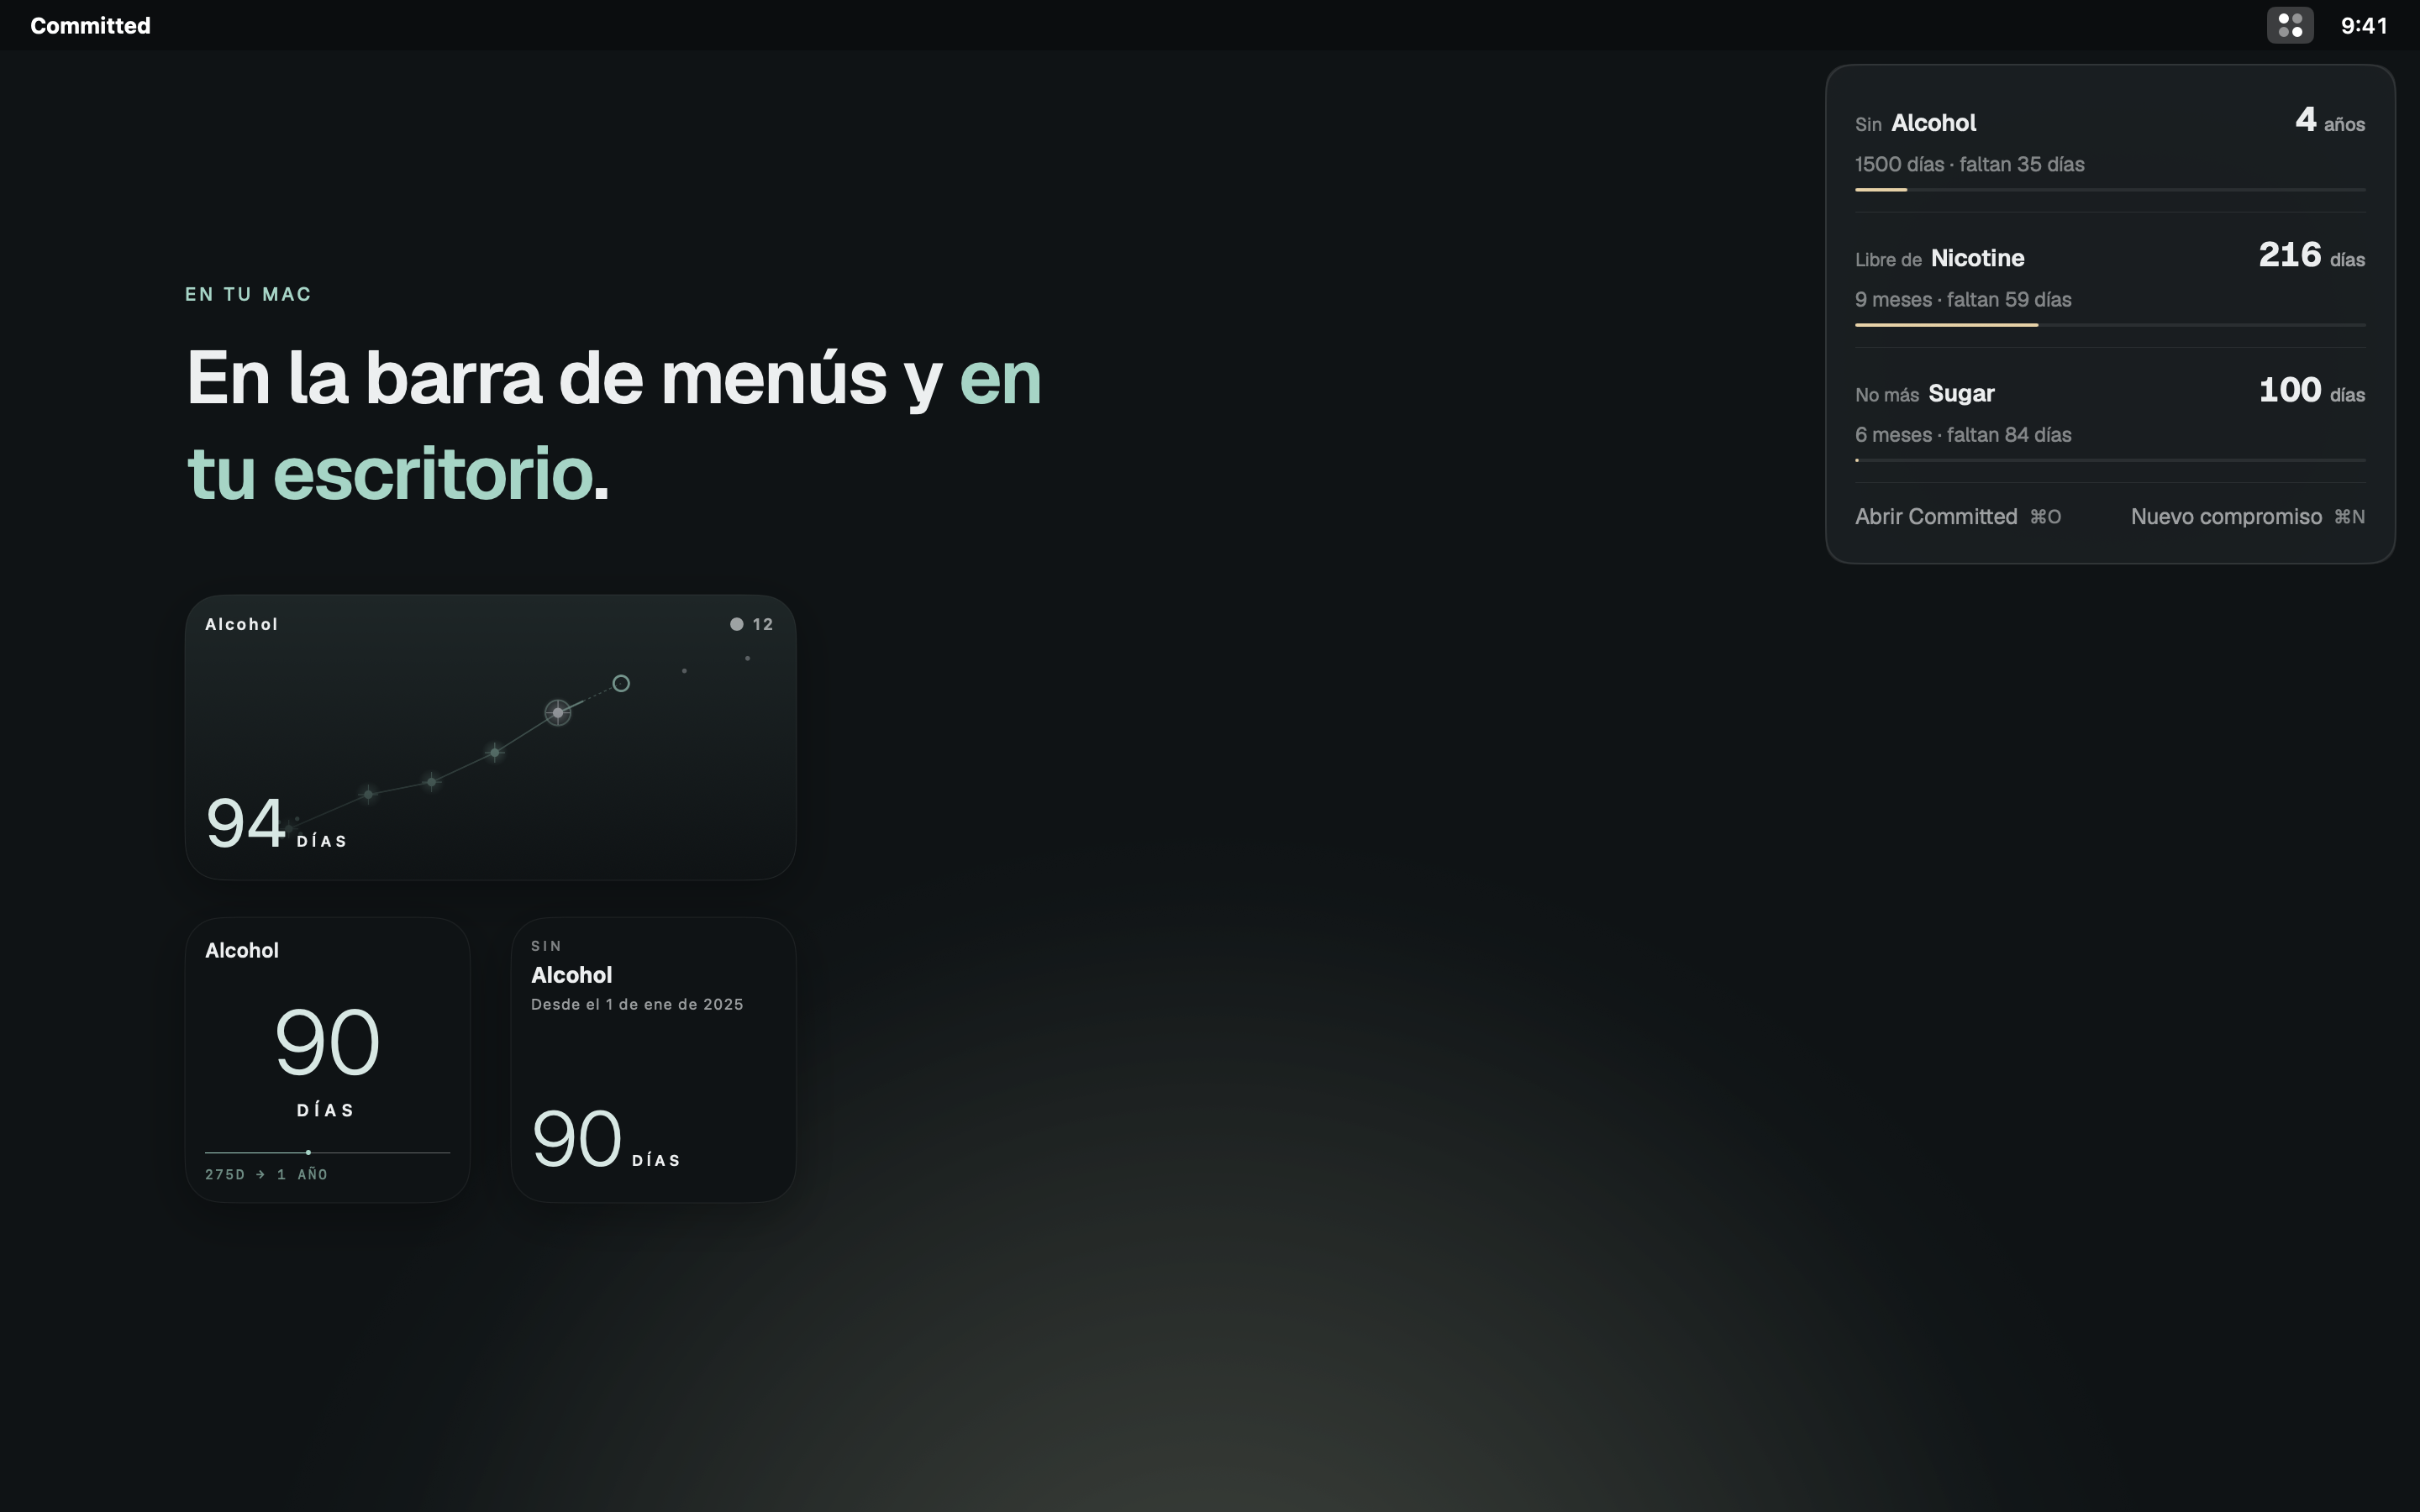 Committed
9:41
Sin Alcohol
4 años
1500 días · faltan 35 días
Libre de Nicotine
216 días
9 meses · faltan 59 días
No más Sugar
100 días
6 meses · faltan 84 días
Abrir Committed ⌘O
Nuevo compromiso ⌘N
EN TU MAC
En la barra de menús y en
tu escritorio.
Alcohol
12
94 DÍAS
Alcohol
90
DÍAS
275D → 1 AÑO
SIN
Alcohol
Desde el 1 de ene de 2025
90 DÍAS